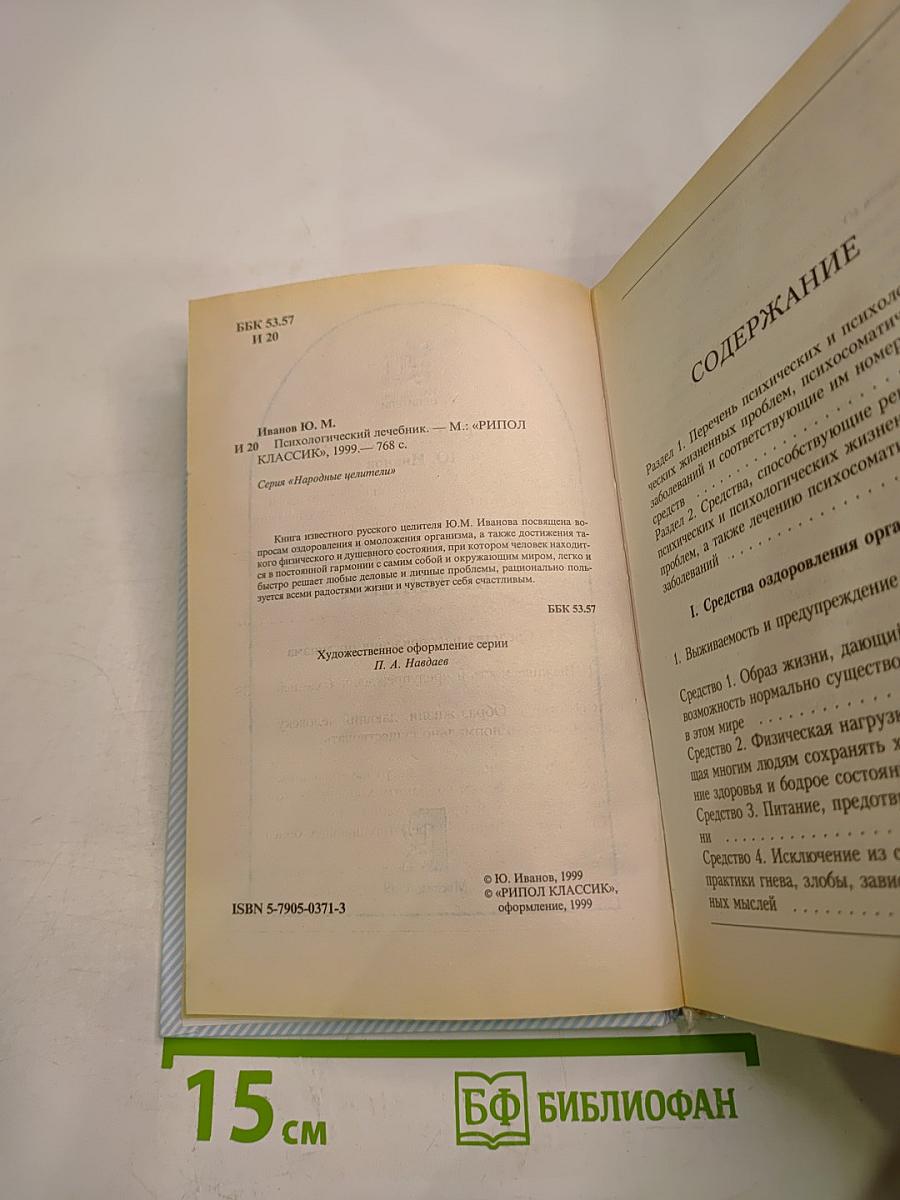 ББК 53.57
И 20
Иванов Ю. М.
И 20 Психологический лечебник. — М.: «РИПОЛ
КЛАССИК», 1999.— 768 с.
Серия «Народные целители»
Книга известного русского целителя Ю.М. Иванова посвящена во-
просам оздоровления и омоложения организма, а также достижения та-
кого физического и душевного состояния, при котором человек находит-
ся в постоянной гармонии с самим собой и окружающим миром, легко и
быстро решает любые деловые и личные проблемы, рационально поль-
зуется всеми радостями жизни и чувствует себя счастливым.
ББК 53.57
Художественное оформление серии
П. А. Навдаев
ISBN 5-7905-0371-3
© Ю. Иванов, 1999
© «РИПОЛ КЛАССИК»,
оформление, 1999
СОДЕРЖАНИЕ
Раздел 1. Перечень психических и психоло
ческих жизненных проблем, психосоматич
заболеваний и соответствующие им номер
средств . . . . . . . . . . . . . .
Раздел 2. Средства, способствующие ре
психических и психологических жизнен
проблем, а также лечению психосомати
заболеваний . . . . . . . . . . . .
I. Средства оздоровления орга
1. Выживаемость и предупреждение
Средство 1. Образ жизни, дающий
возможность нормально существо
в этом мире . . . . . . . . . . . .
Средство 2. Физическая нагрузк
щая многим людям сохранять х
ние здоровья и бодрое состоян
Средство 3. Питание, предотв
ни . . . . . . . . . . . . . .
Средство 4. Исключение из с
практики гнева, злобы, завис
ных мыслей . . . . . . . . .
15 см
БФ БИБЛИОФАН